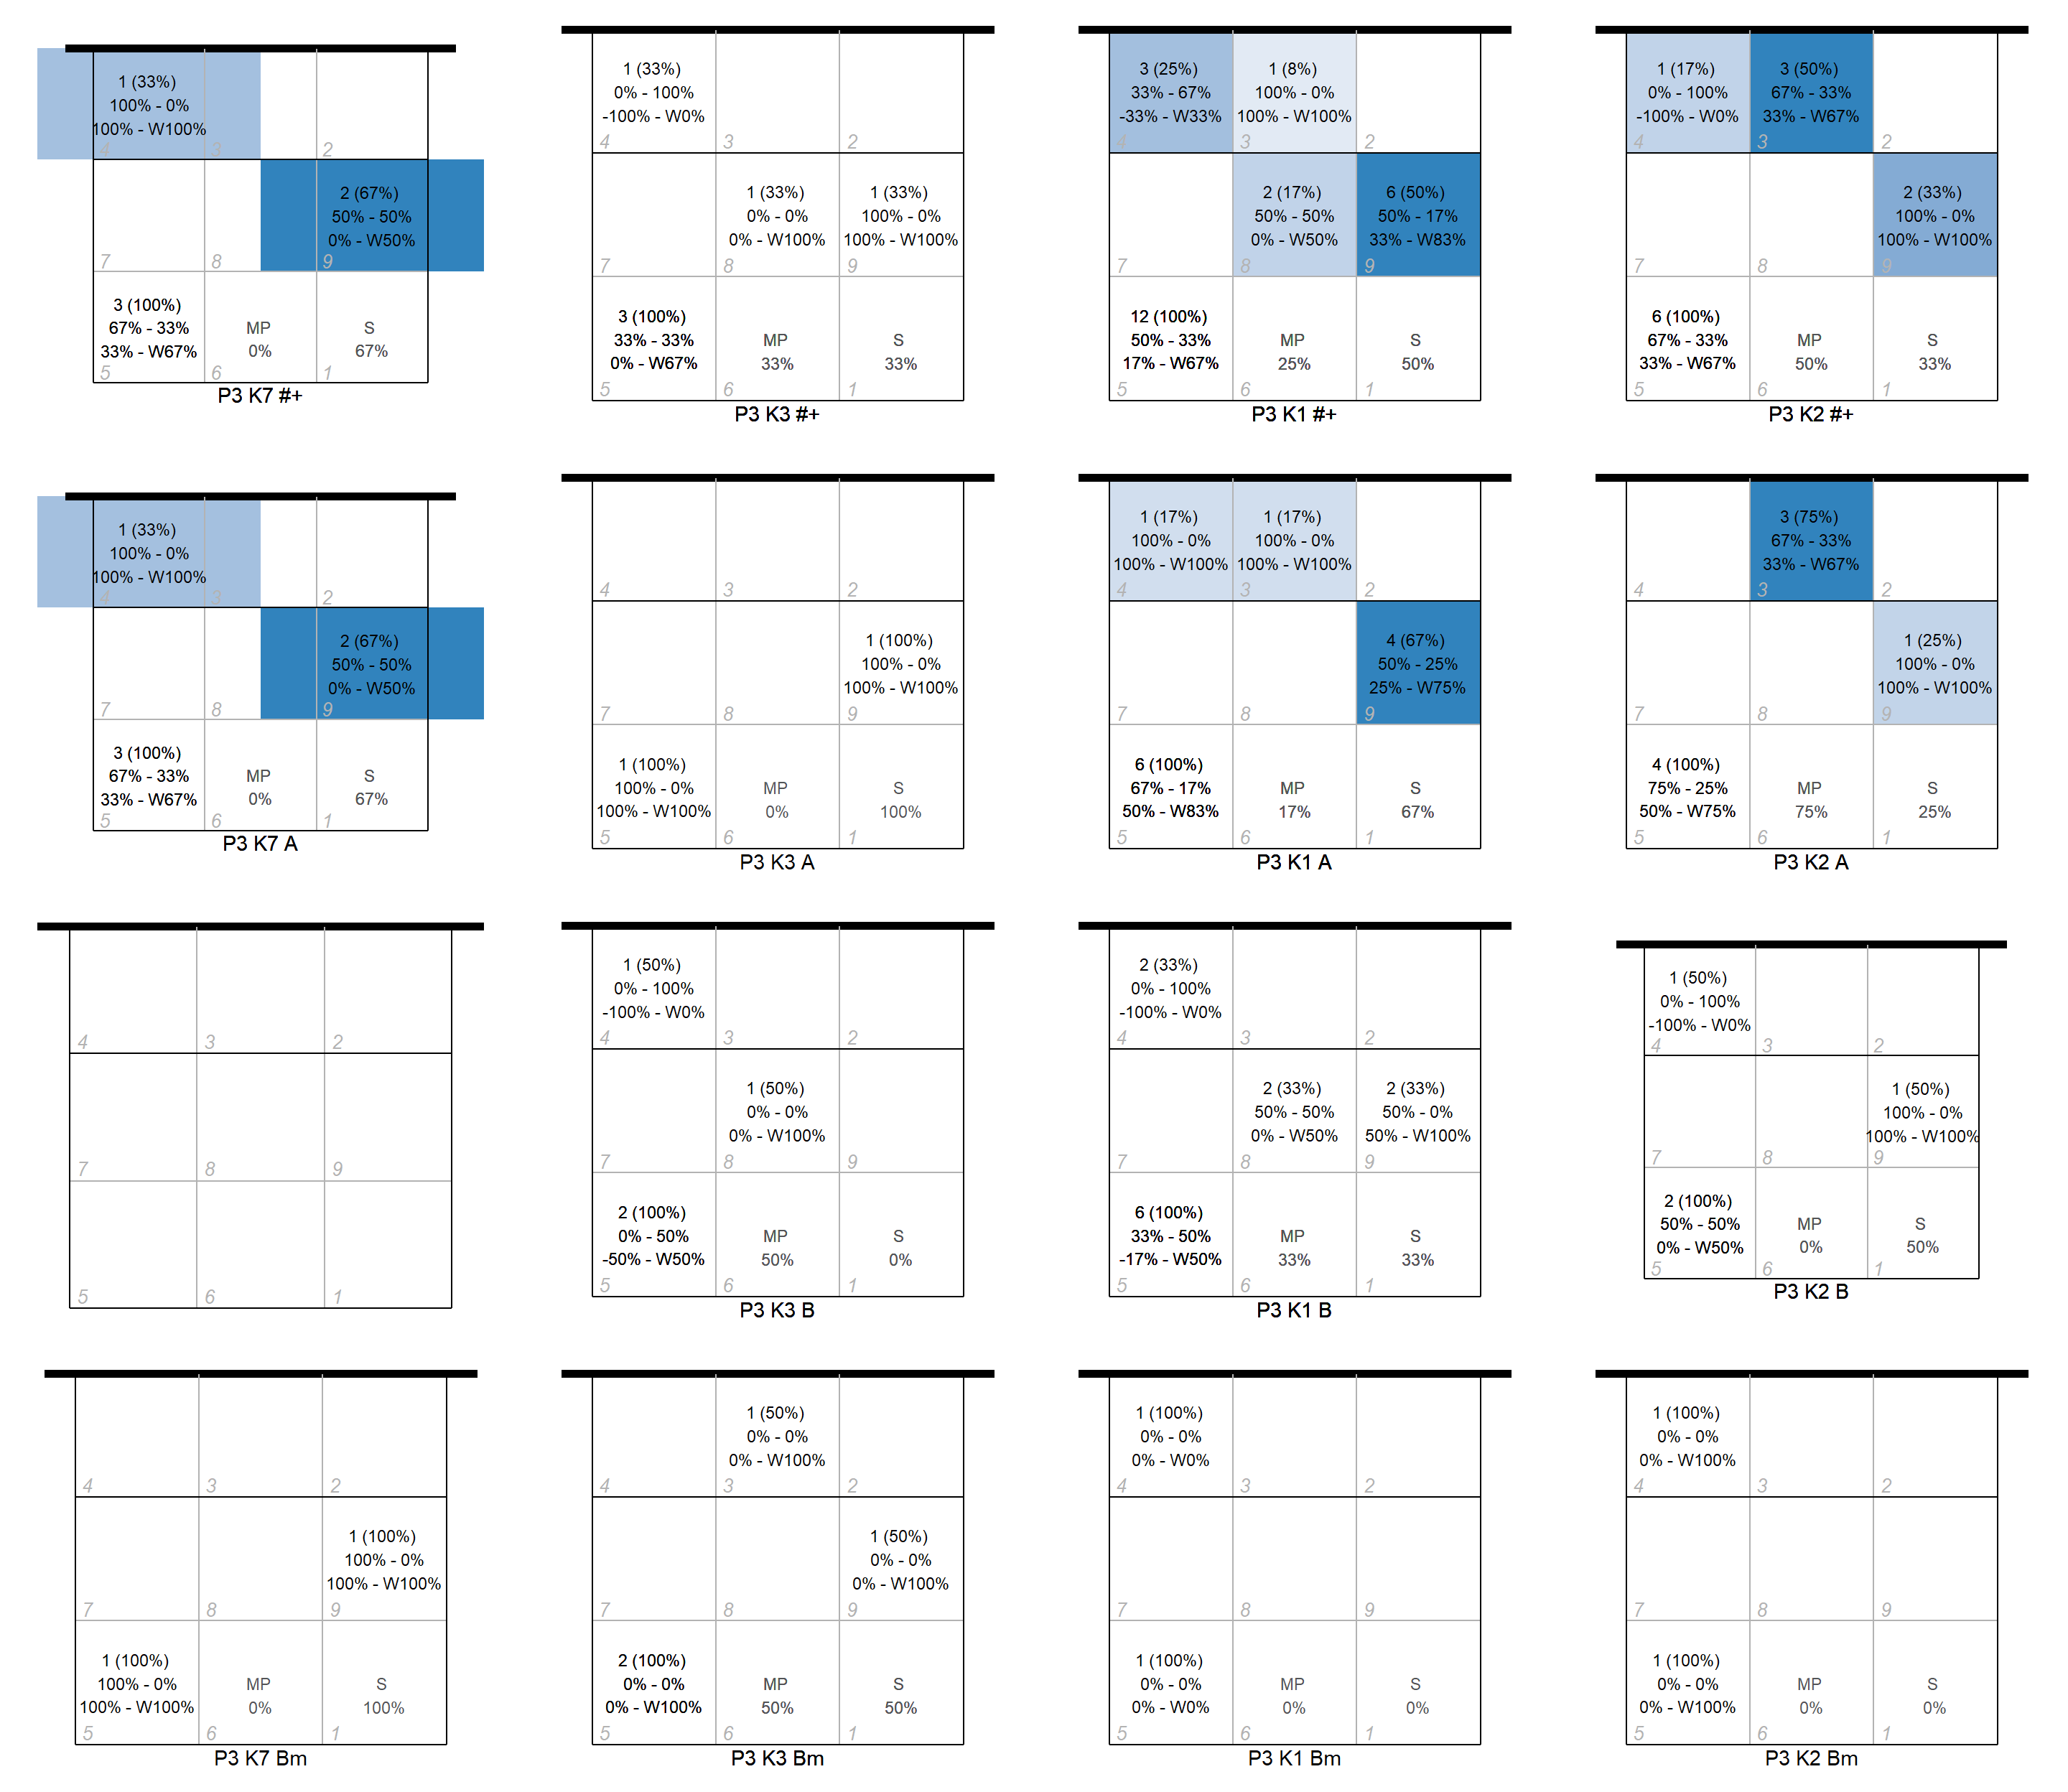 1 (33%)
100% - 0%
100% - W100%
4 3 2
2 (67%)
50% - 50%
0% - W50%
7 8 9
3 (100%)
67% - 33%
33% - W67%
MP
0%
S
67%
5 6 1
P3 K7 #+
1 (33%)
0% - 100%
-100% - W0%
4 3 2
1 (33%)
0% - 0%
0% - W100%
1 (33%)
100% - 0%
100% - W100%
7 8 9
3 (100%)
33% - 33%
0% - W67%
MP
33%
S
33%
5 6 1
P3 K3 #+
3 (25%)
33% - 67%
-33% - W33%
1 (8%)
100% - 0%
100% - W100%
4 3 2
2 (17%)
50% - 50%
0% - W50%
6 (50%)
50% - 17%
33% - W83%
7 8 9
12 (100%)
50% - 33%
17% - W67%
MP
25%
S
50%
5 6 1
P3 K1 #+
1 (17%)
0% - 100%
-100% - W0%
3 (50%)
67% - 33%
33% - W67%
4 3 2
2 (33%)
100% - 0%
100% - W100%
7 8 9
6 (100%)
67% - 33%
33% - W67%
MP
50%
S
33%
5 6 1
P3 K2 #+
1 (33%)
100% - 0%
100% - W100%
4 3 2
2 (67%)
50% - 50%
0% - W50%
7 8 9
3 (100%)
67% - 33%
33% - W67%
MP
0%
S
67%
5 6 1
P3 K7 A
4 3 2
1 (100%)
100% - 0%
100% - W100%
7 8 9
1 (100%)
100% - 0%
100% - W100%
MP
0%
S
100%
5 6 1
P3 K3 A
1 (17%)
100% - 0%
100% - W100%
1 (17%)
100% - 0%
100% - W100%
4 3 2
4 (67%)
50% - 25%
25% - W75%
7 8 9
6 (100%)
67% - 17%
50% - W83%
MP
17%
S
67%
5 6 1
P3 K1 A
3 (75%)
67% - 33%
33% - W67%
4 3 2
1 (25%)
100% - 0%
100% - W100%
7 8 9
4 (100%)
75% - 25%
50% - W75%
MP
75%
S
25%
5 6 1
P3 K2 A
4 3 2
7 8 9
5 6 1
1 (50%)
0% - 100%
-100% - W0%
4 3 2
1 (50%)
0% - 0%
0% - W100%
7 8 9
2 (100%)
0% - 50%
-50% - W50%
MP
50%
S
0%
5 6 1
P3 K3 B
2 (33%)
0% - 100%
-100% - W0%
4 3 2
2 (33%)
50% - 50%
0% - W50%
2 (33%)
50% - 0%
50% - W100%
7 8 9
6 (100%)
33% - 50%
-17% - W50%
MP
33%
S
33%
5 6 1
P3 K1 B
1 (50%)
0% - 100%
-100% - W0%
4 3 2
1 (50%)
100% - 0%
100% - W100%
7 8 9
2 (100%)
50% - 50%
0% - W50%
MP
0%
S
50%
5 6 1
P3 K2 B
4 3 2
1 (100%)
100% - 0%
100% - W100%
7 8 9
1 (100%)
100% - 0%
100% - W100%
MP
0%
S
100%
5 6 1
P3 K7 Bm
1 (50%)
0% - 0%
0% - W100%
4 3 2
1 (50%)
0% - 0%
0% - W100%
7 8 9
2 (100%)
0% - 0%
0% - W100%
MP
50%
S
50%
5 6 1
P3 K3 Bm
1 (100%)
0% - 0%
0% - W0%
4 3 2
7 8 9
1 (100%)
0% - 0%
0% - W0%
MP
0%
S
0%
5 6 1
P3 K1 Bm
1 (100%)
0% - 0%
0% - W100%
4 3 2
7 8 9
1 (100%)
0% - 0%
0% - W100%
MP
0%
S
0%
5 6 1
P3 K2 Bm